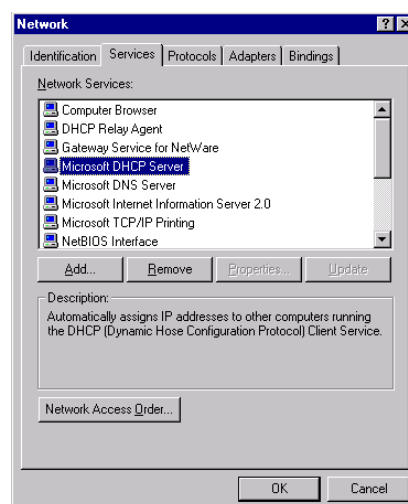 Network
Identification Services Protocols Adapters Bindings
Network Services:
Computer Browser
DHCP Relay Agent
Gateway Service for NetWare
Microsoft DHCP Server
Microsoft DNS Server
Microsoft Internet Information Server 2.0
Microsoft TCP/IP Printing
NetBIOS Interface
Add... Remove Properties... Update
Description:
Automatically assigns IP addresses to other computers running
the DHCP (Dynamic Hose Configuration Protocol) Client Service.
Network Access Order...
OK Cancel